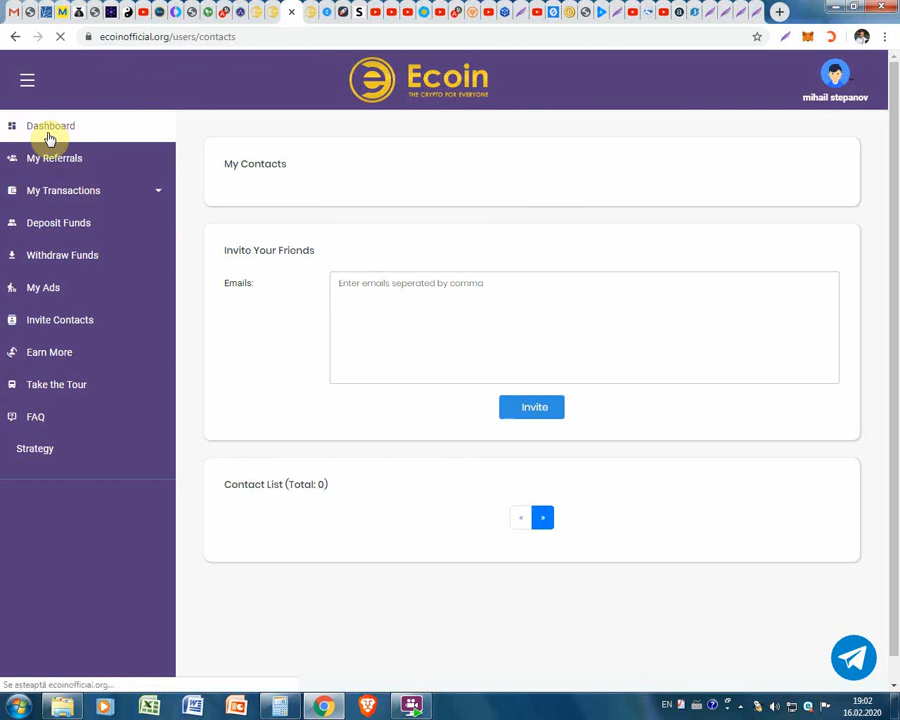 ecoinofficial.org/users/contacts
Ecoin
THE CRYPTO FOR EVERYONE
mihail stepanov
Dashboard
My Referrals
My Transactions
Deposit Funds
Withdraw Funds
My Ads
Invite Contacts
Earn More
Take the Tour
FAQ
Strategy
My Contacts
Invite Your Friends
Emails:
Enter emails seperated by comma
Invite
Contact List (Total: 0)
«
»
Se așteaptă ecoinofficial.org...
EN
19:02
16.02.2020